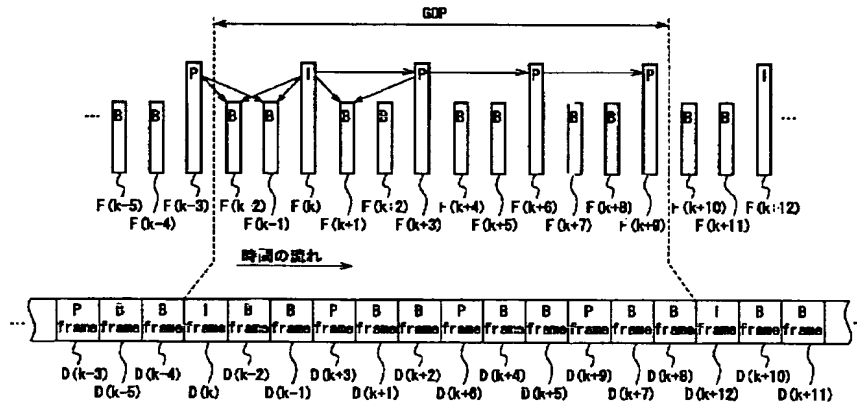 GOP
P I P P P I
B B B B B B B B B B B B
... ...
F(k-5) F(k-3) F(k-2) F(k) F(k+2) F(k+4) F(k+6) F(k+8) F(k+10) F(k+12)
F(k-4) F(k-1) F(k+1) F(k+3) F(k+5) F(k+7) F(k+9) F(k+11)
時間の流れ
P B B I B B P B B P B B P B B I B B
... frame frame frame frame frame frame frame frame frame frame frame frame frame frame frame frame frame frame ...
D(k-3) D(k-4) D(k) D(k-2) D(k+3) D(k+2) D(k+6) D(k+4) D(k+9) D(k+8) D(k+12) D(k+10)
D(k-5) D(k-1) D(k+1) D(k+5) D(k+7) D(k+11)